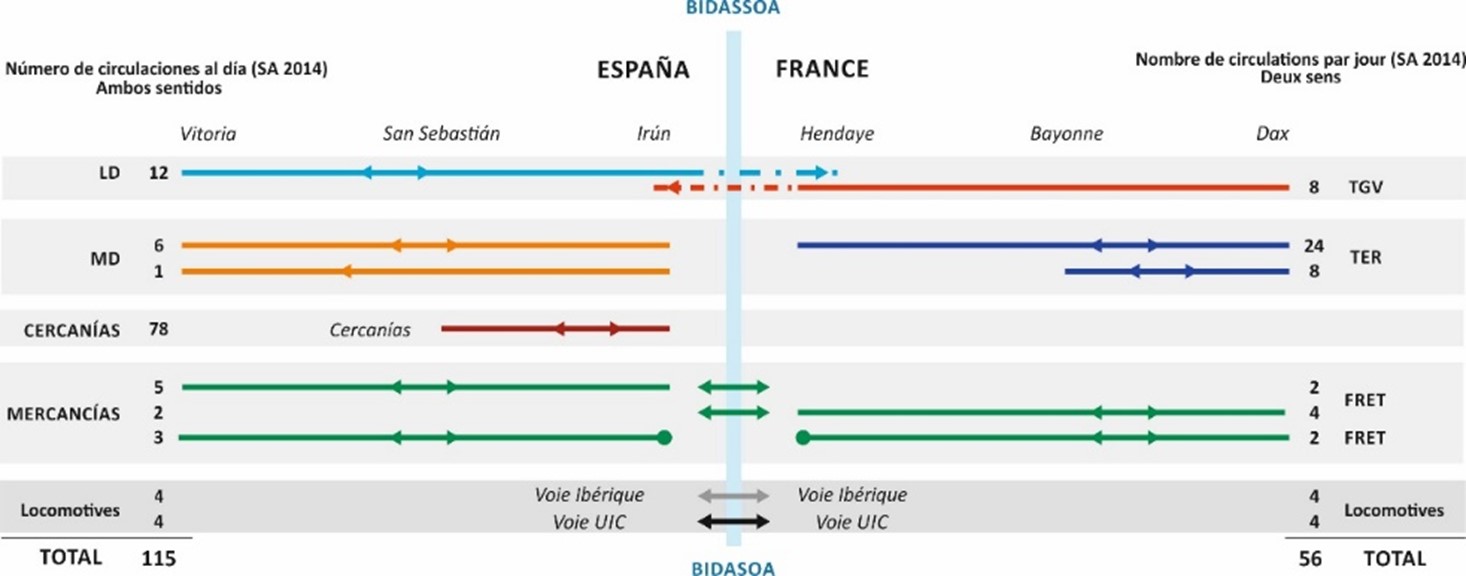 BIDASSOA
Número de circulaciones al día (SA 2014)
Ambos sentidos
ESPAÑA
FRANCE
Nombre de circulations par jour (SA 2014)
Deux sens
Vitoria
San Sebastián
Irún
Hendaye
Bayonne
Dax
LD 12
8 TGV
MD
6
1
24
8
TER
CERCANÍAS 78
Cercanías
MERCANCÍAS
5
2
3
2
4
FRET
2 FRET
Locomotives
4
4
Voie Ibérique
Voie UIC
Voie Ibérique
Voie UIC
4
4
Locomotives
TOTAL 115
56 TOTAL
BIDASOA